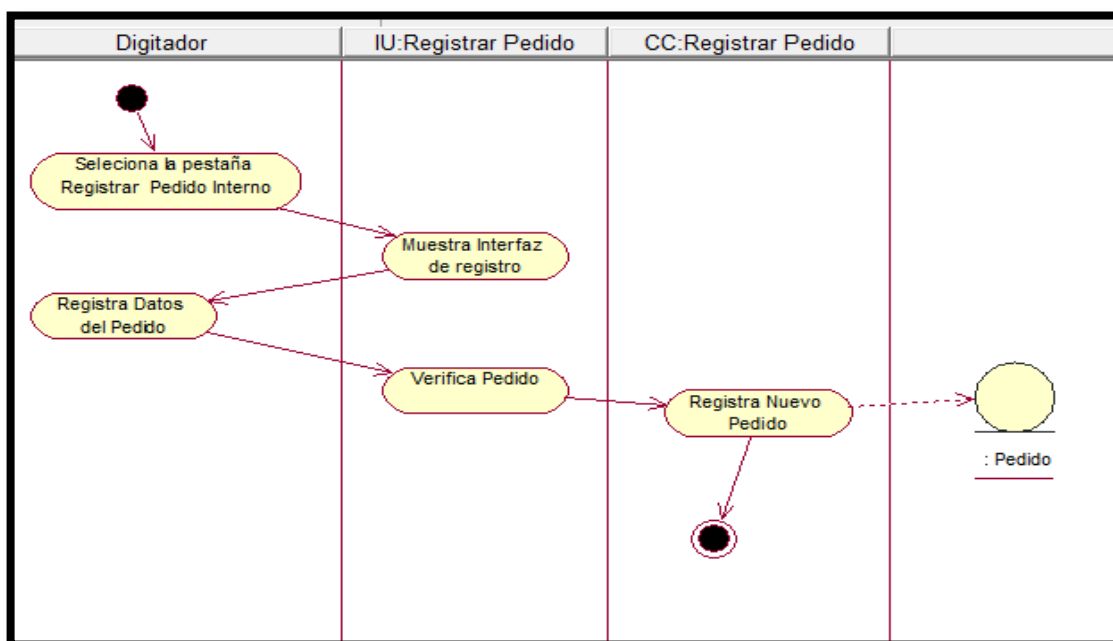 Digitador
IU:Registrar Pedido
CC:Registrar Pedido
Seleciona la pestaña
Registrar Pedido Interno
Muestra Interfaz
de registro
Registra Datos
del Pedido
Verifica Pedido
Registra Nuevo
Pedido
: Pedido